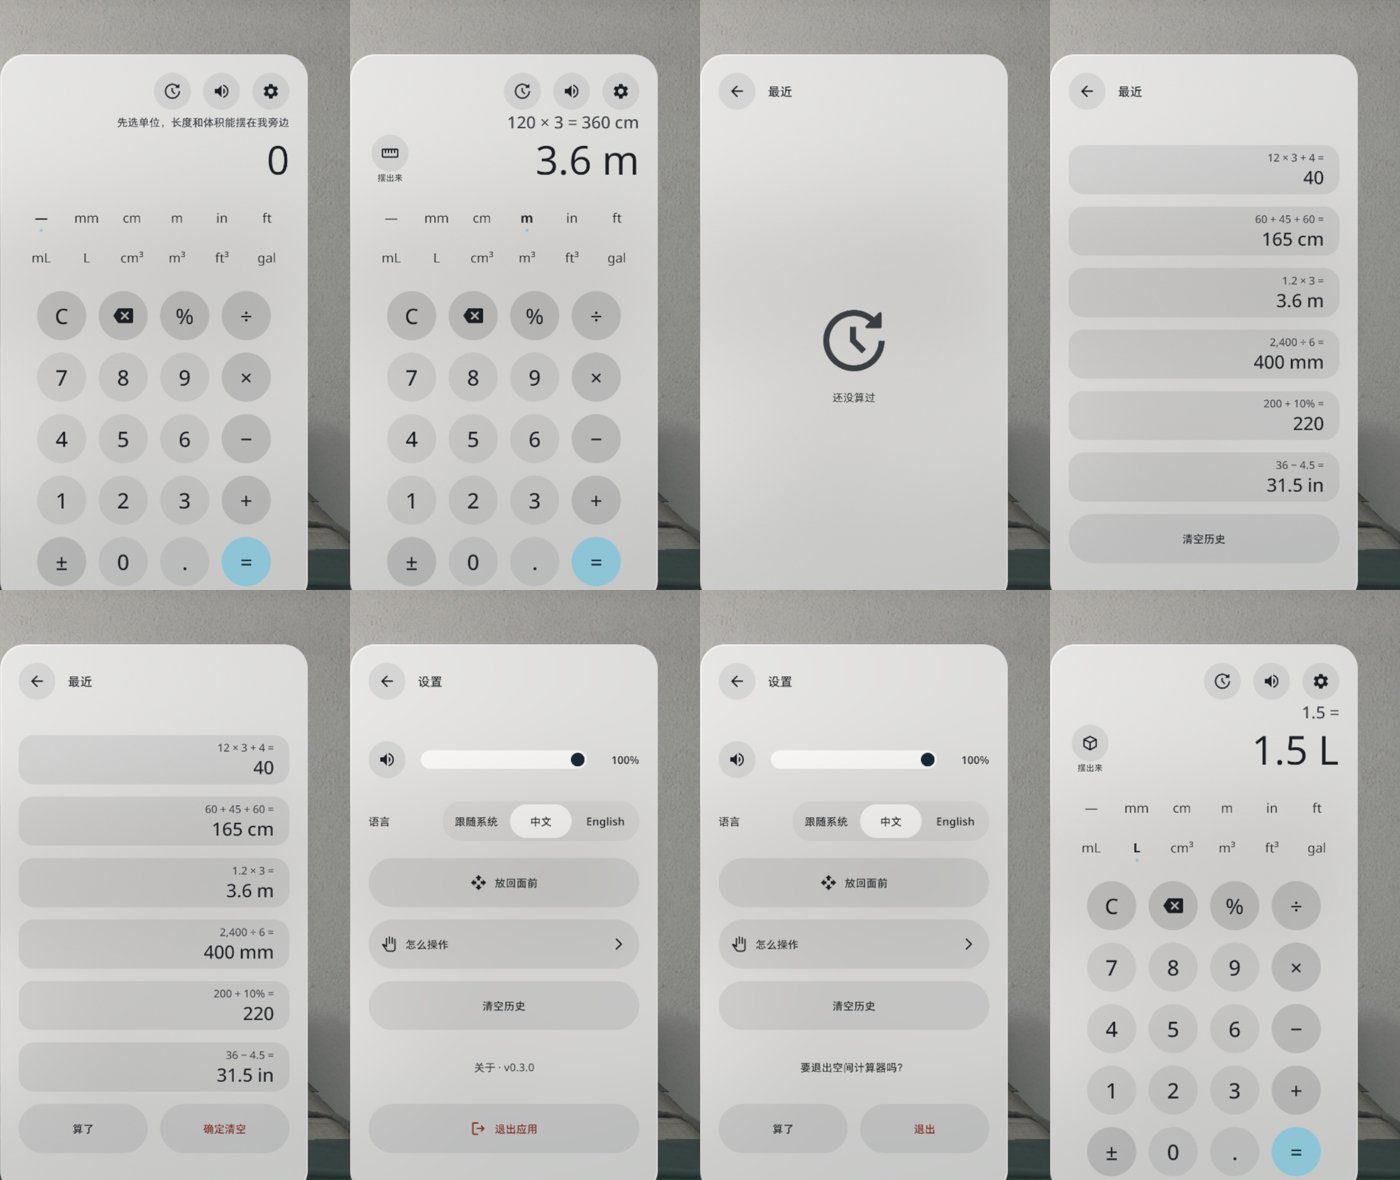 先选单位，长度和体积能摆在我旁边
0
— mm cm m in ft
mL L cm³ m³ ft³ gal
C % ÷
7 8 9 ×
4 5 6 −
1 2 3 +
± 0 . =
120 × 3 = 360 cm
3.6 m
摆出来
— mm cm m in ft
mL L cm³ m³ ft³ gal
C % ÷
7 8 9 ×
4 5 6 −
1 2 3 +
± 0 . =
最近
还没算过
最近
12 × 3 + 4 =
40
60 + 45 + 60 =
165 cm
1.2 × 3 =
3.6 m
2,400 ÷ 6 =
400 mm
200 + 10% =
220
36 − 4.5 =
31.5 in
清空历史
最近
12 × 3 + 4 =
40
60 + 45 + 60 =
165 cm
1.2 × 3 =
3.6 m
2,400 ÷ 6 =
400 mm
200 + 10% =
220
36 − 4.5 =
31.5 in
算了 确定清空
设置
100%
语言 跟随系统 中文 English
放回面前
怎么操作
清空历史
关于 · v0.3.0
退出应用
设置
100%
语言 跟随系统 中文 English
放回面前
怎么操作
清空历史
要退出空间计算器吗?
算了 退出
1.5 =
1.5 L
摆出来
— mm cm m in ft
mL L cm³ m³ ft³ gal
C % ÷
7 8 9 ×
4 5 6 −
1 2 3 +
± 0 . =